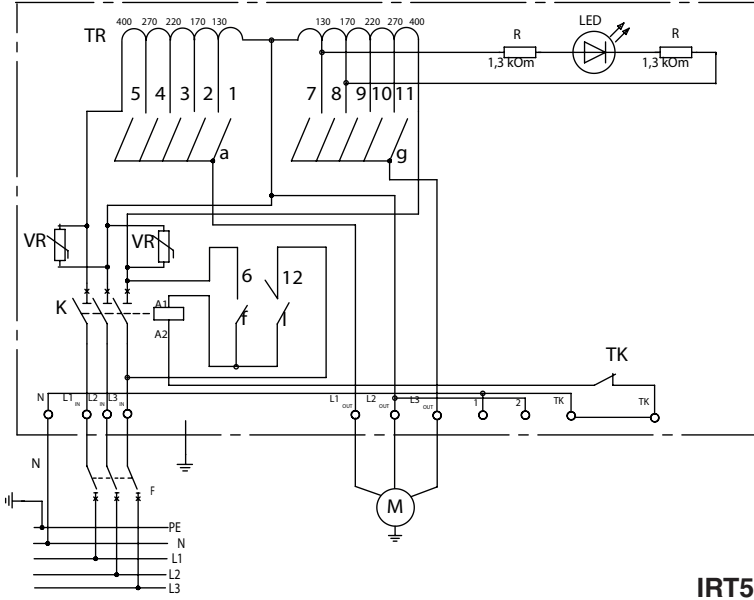 400 270 220 170 130
130 170 220 270 400
TR
R
LED
R
1,3 kOm
1,3 kOm
5 4 3 2 1
7 8 9 10 11
a
g
VR
VR
6
12
K
A1
A2
f
l
TK
N
L1 IN
L2 IN
L3 IN
L1 OUT
L2 OUT
L3 OUT
1
2
TK
TK
N
F
M
PE
N
L1
L2
L3
IRT5